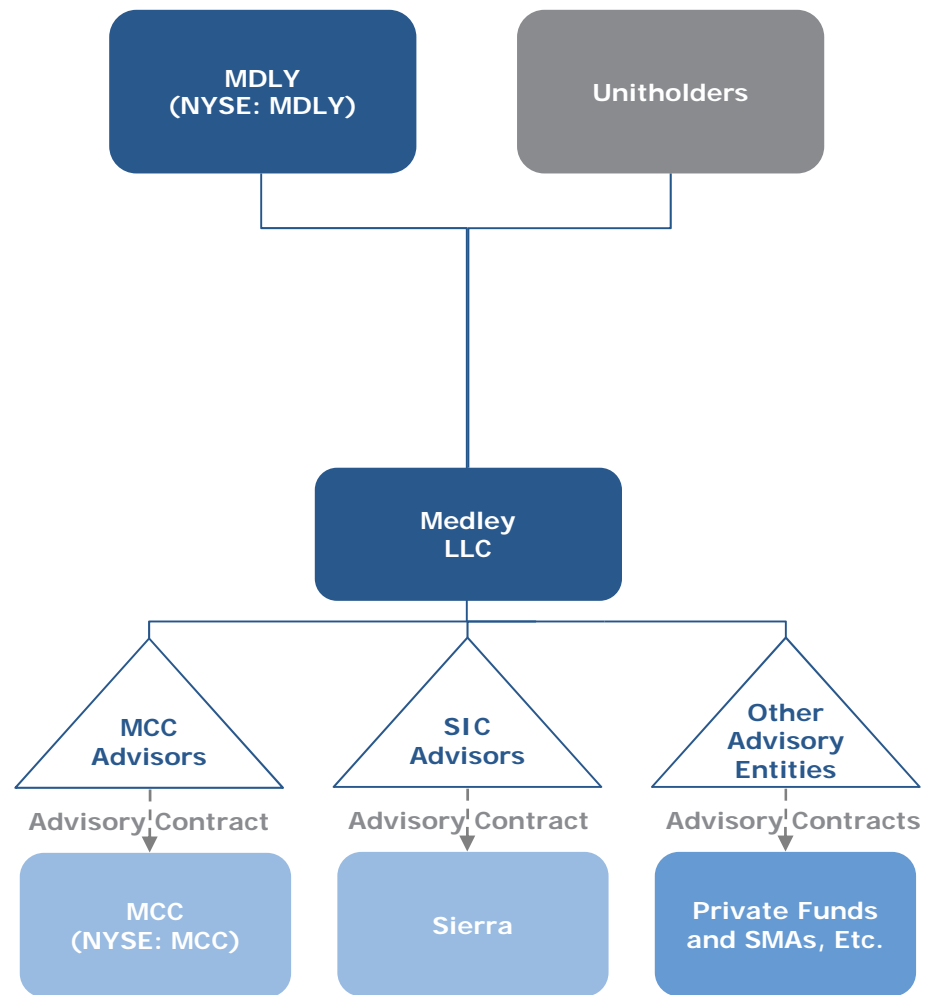 MDLY
(NYSE: MDLY)
Unitholders
Medley
LLC
MCC
Advisors
SIC
Advisors
Other
Advisory
Entities
Advisory Contract
Advisory Contract
Advisory Contracts
MCC
(NYSE: MCC)
Sierra
Private Funds
and SMAs, Etc.